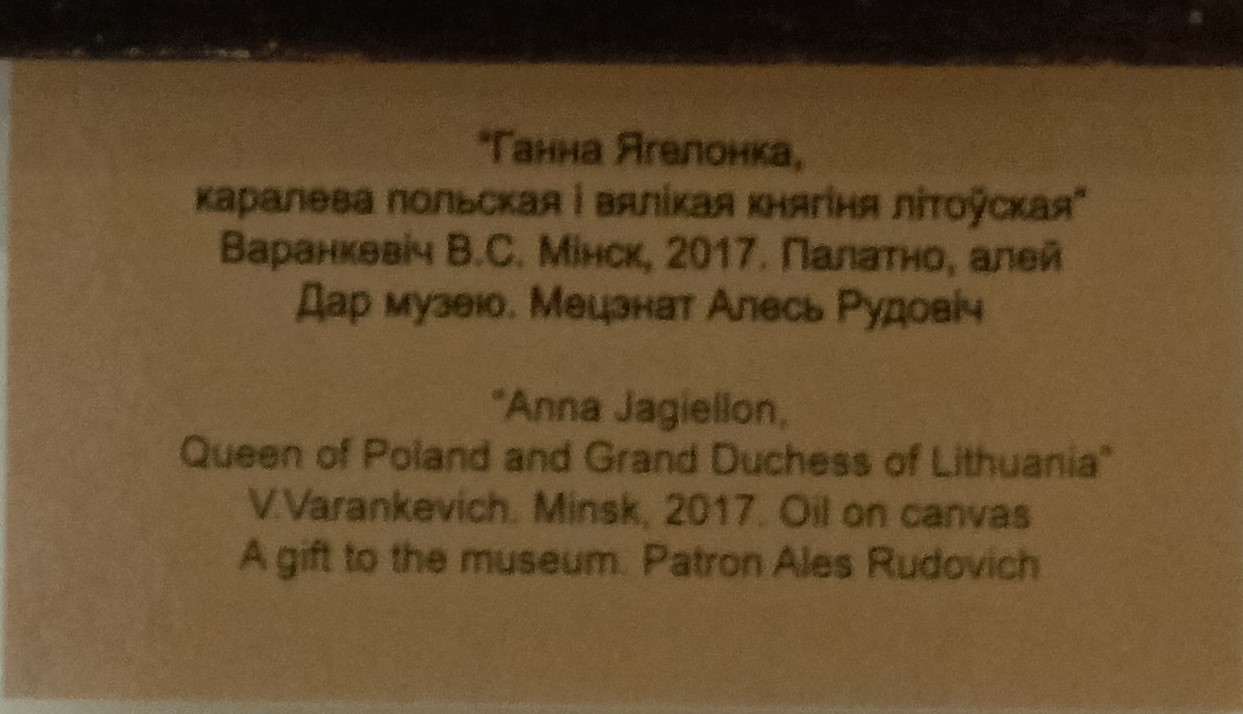 "Ганна Ягелонка,
каралева польская і вялікая княгіня літоўская"
Варанкевіч В.С. Мінск, 2017. Палатно, алей
Дар музею. Мецэнат Алесь Рудовіч
"Anna Jagiellon,
Queen of Poland and Grand Duchess of Lithuania"
V.Varankevich. Minsk, 2017. Oil on canvas
A gift to the museum. Patron Ales Rudovich